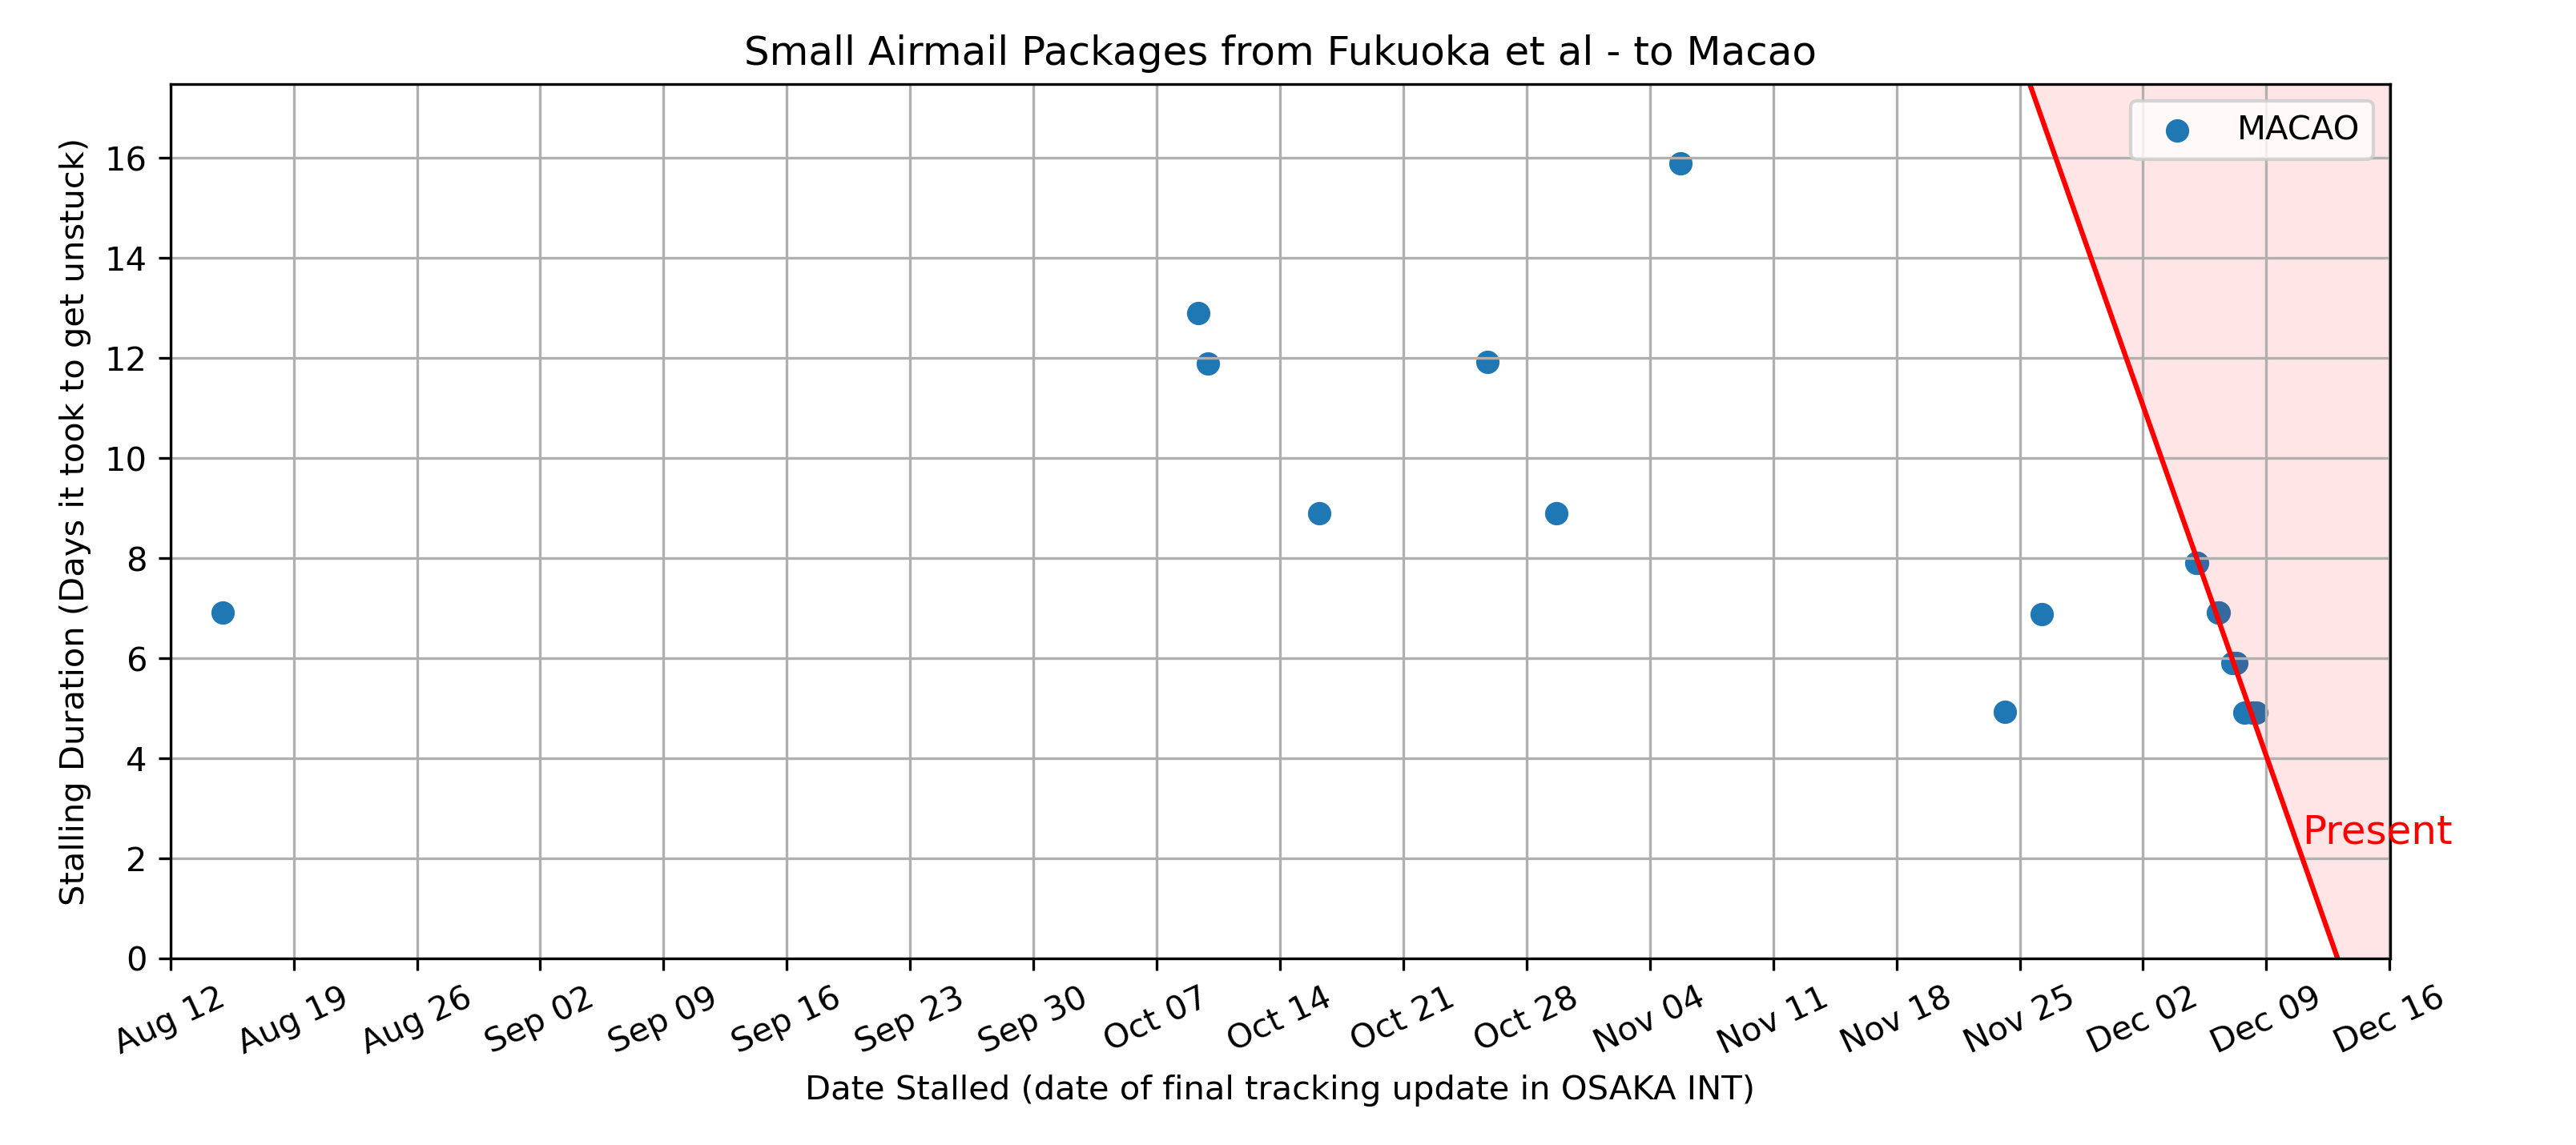 Small Airmail Packages from Fukuoka et al - to Macao
MACAO
Stalling Duration (Days it took to get unstuck)
16
14
12
10
8
6
4
2
0
Present
Aug 12
Aug 19
Aug 26
Sep 02
Sep 09
Sep 16
Sep 23
Sep 30
Oct 07
Oct 14
Oct 21
Oct 28
Nov 04
Nov 11
Nov 18
Nov 25
Dec 02
Dec 09
Dec 16
Date Stalled (date of final tracking update in OSAKA INT)